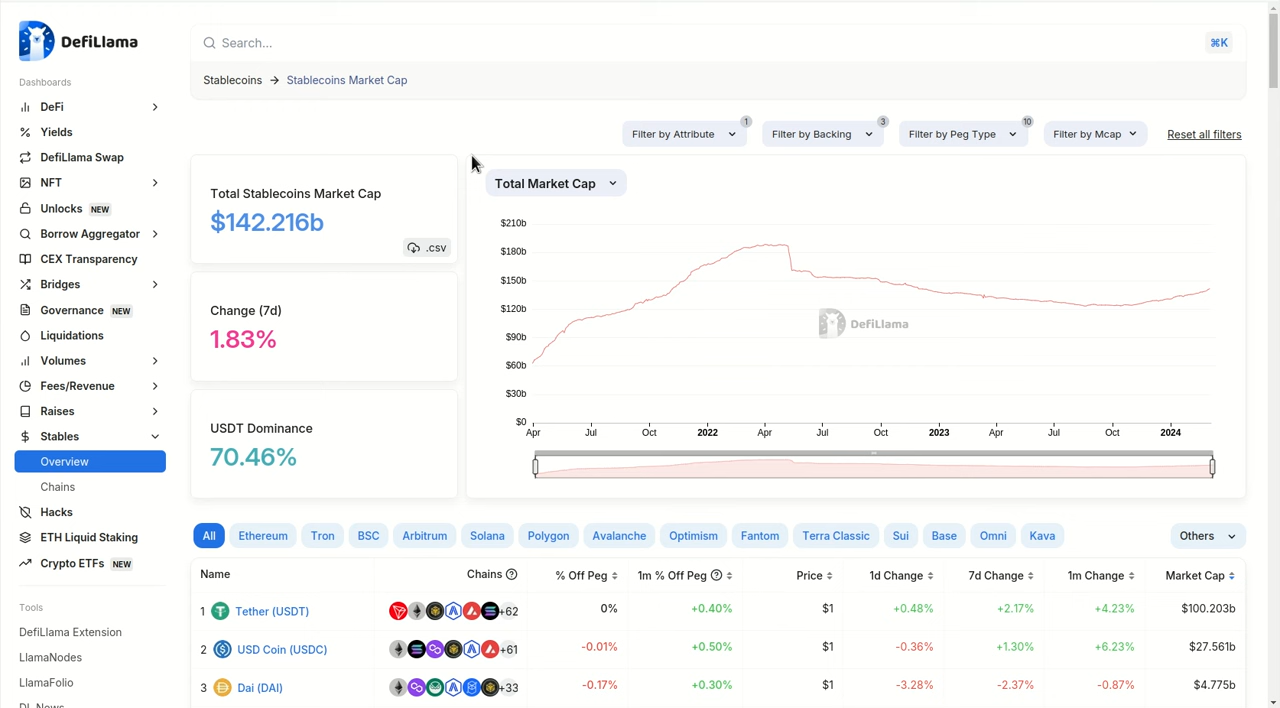 DefiLlama
Search...
⌘K
Dashboards
Stablecoins → Stablecoins Market Cap
DeFi
Yields
DefiLlama Swap
NFT
Unlocks NEW
Borrow Aggregator
CEX Transparency
Bridges
Governance NEW
Liquidations
Volumes
Fees/Revenue
Raises
Stables
Overview
Chains
Hacks
ETH Liquid Staking
Crypto ETFs NEW
Tools
DefiLlama Extension
LlamaNodes
LlamaFolio
Filter by Attribute 1 Filter by Backing 3 Filter by Peg Type 10 Filter by Mcap Reset all filters
Total Stablecoins Market Cap
$142.216b
.csv
Change (7d)
1.83%
USDT Dominance
70.46%
Total Market Cap
$210b
$180b
$150b
$120b
$90b
$60b
$30b
$0
DefiLlama
Apr Jul Oct 2022 Apr Jul Oct 2023 Apr Jul Oct 2024
All Ethereum Tron BSC Arbitrum Solana Polygon Avalanche Optimism Fantom Terra Classic Sui Base Omni Kava Others
Name Chains % Off Peg 1m % Off Peg Price 1d Change 7d Change 1m Change Market Cap
1 Tether (USDT) +62 0% +0.40% $1 +0.48% +2.17% +4.23% $100.203b
2 USD Coin (USDC) +61 -0.01% +0.50% $1 -0.36% +1.30% +6.23% $27.561b
3 Dai (DAI) +33 -0.17% +0.30% $1 -3.28% -2.37% -0.87% $4.775b